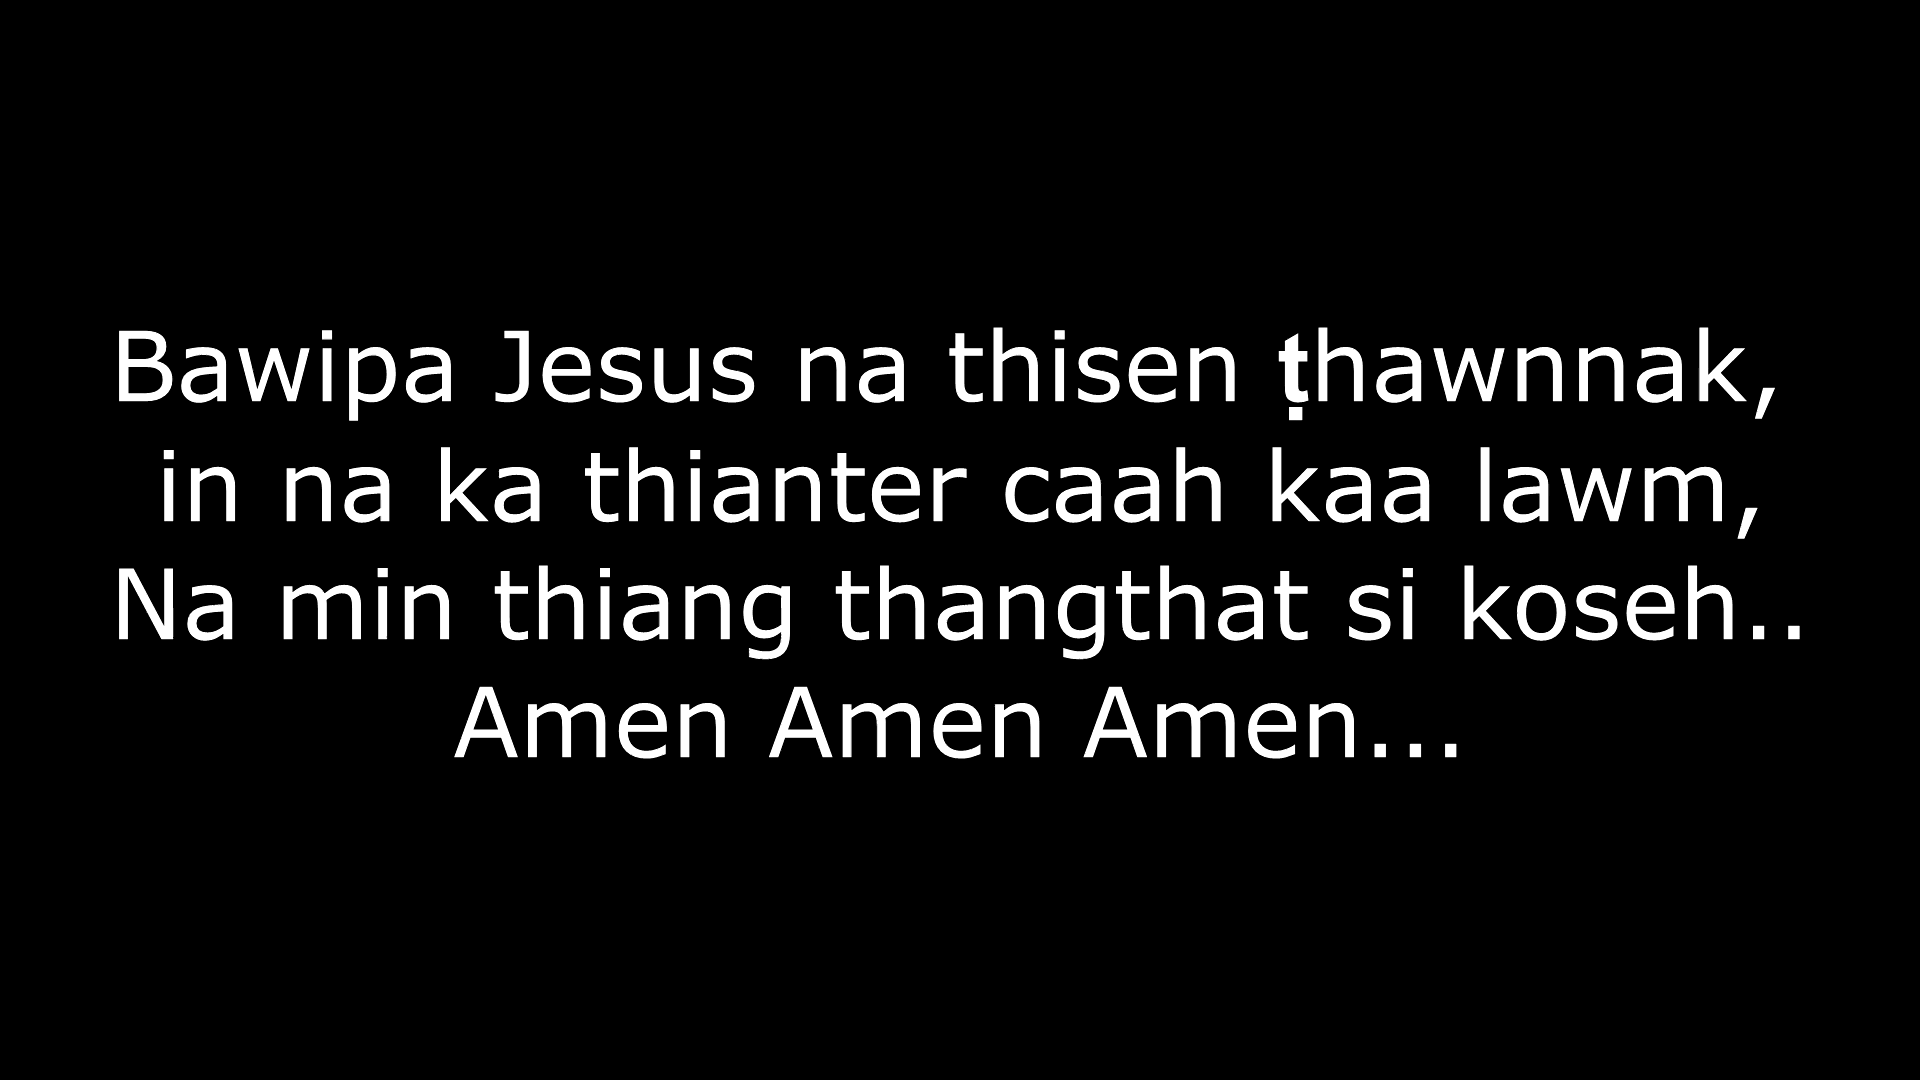 Bawipa Jesus na thisen ṭhawnnak,
in na ka thianter caah kaa lawm,
Na min thiang thangthat si koseh..
Amen Amen Amen...